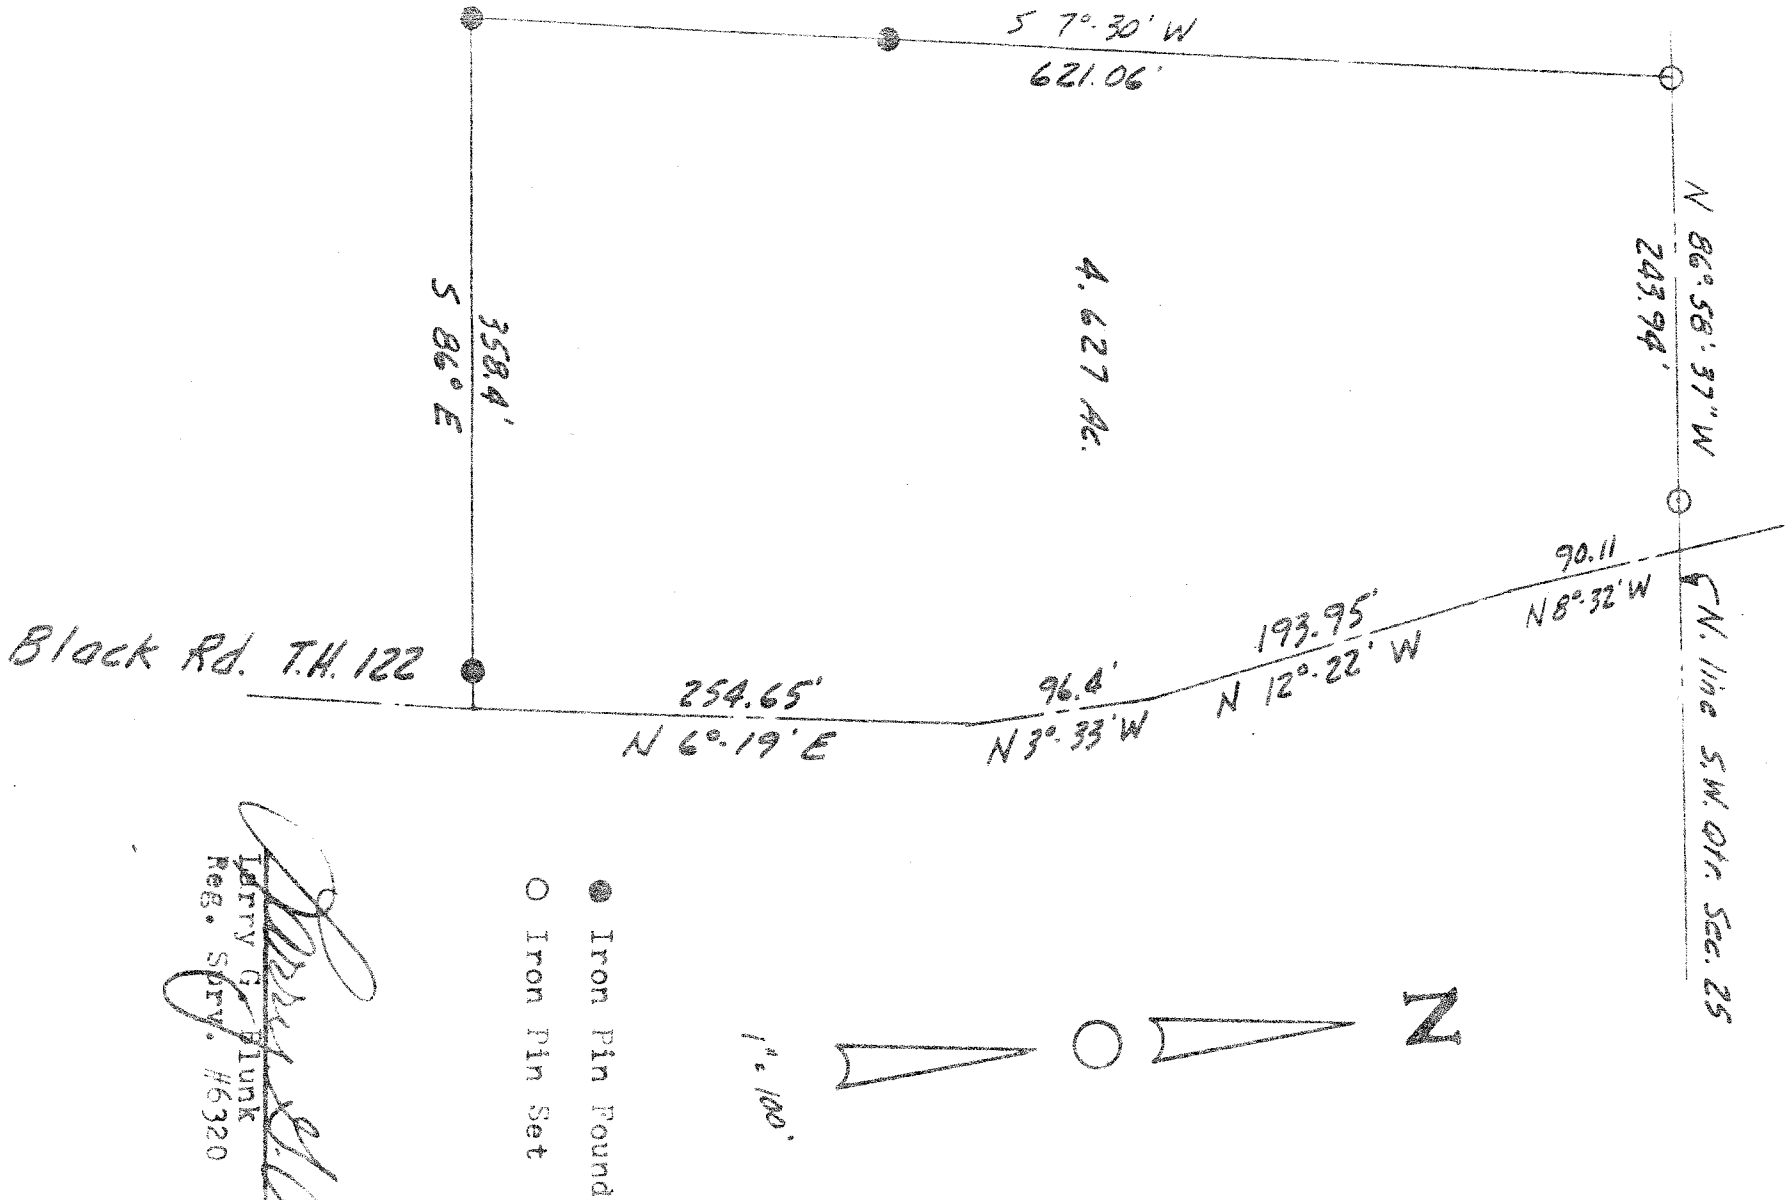 S 7°-30' W
621.06'
N 86°-56'-37" W
243.94'
4.627 Ac.
358.4'
S 86° E
90.11
N 8°-32' W
193.95'
N 12°-22' W
96.4'
N 3°-33' W
254.65'
N 6°-19' E
Black Rd. T.H. 122
N. line S.W. Qtr. Sec. 25
N
1" = 100'
● Iron Pin Found
○ Iron Pin Set
Larry G. Plunk
Reg. Surv. #6320